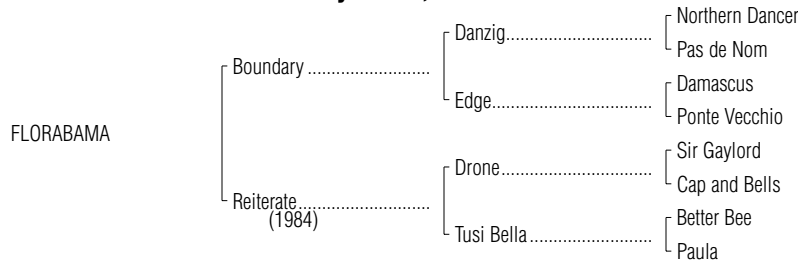 Northern Dancer
Danzig..................................
Pas de Nom
Boundary ............................
Damascus
Edge.....................................
Ponte Vecchio
FLORABAMA
Sir Gaylord
Drone...................................
Cap and Bells
Reiterate..............................
(1984)
Better Bee
Tusi Bella.............................
Paula